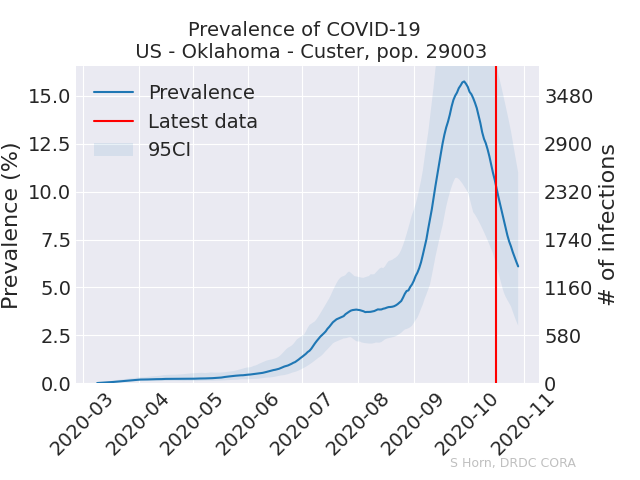 Prevalence of COVID-19
US - Oklahoma - Custer, pop. 29003
Prevalence
Latest data
95CI
Prevalence (%)
15.0
12.5
10.0
7.5
5.0
2.5
0.0
3480
2900
2320
1740
1160
580
0
# of infections
2020-03
2020-04
2020-05
2020-06
2020-07
2020-08
2020-09
2020-10
2020-11
S Horn, DRDC CORA